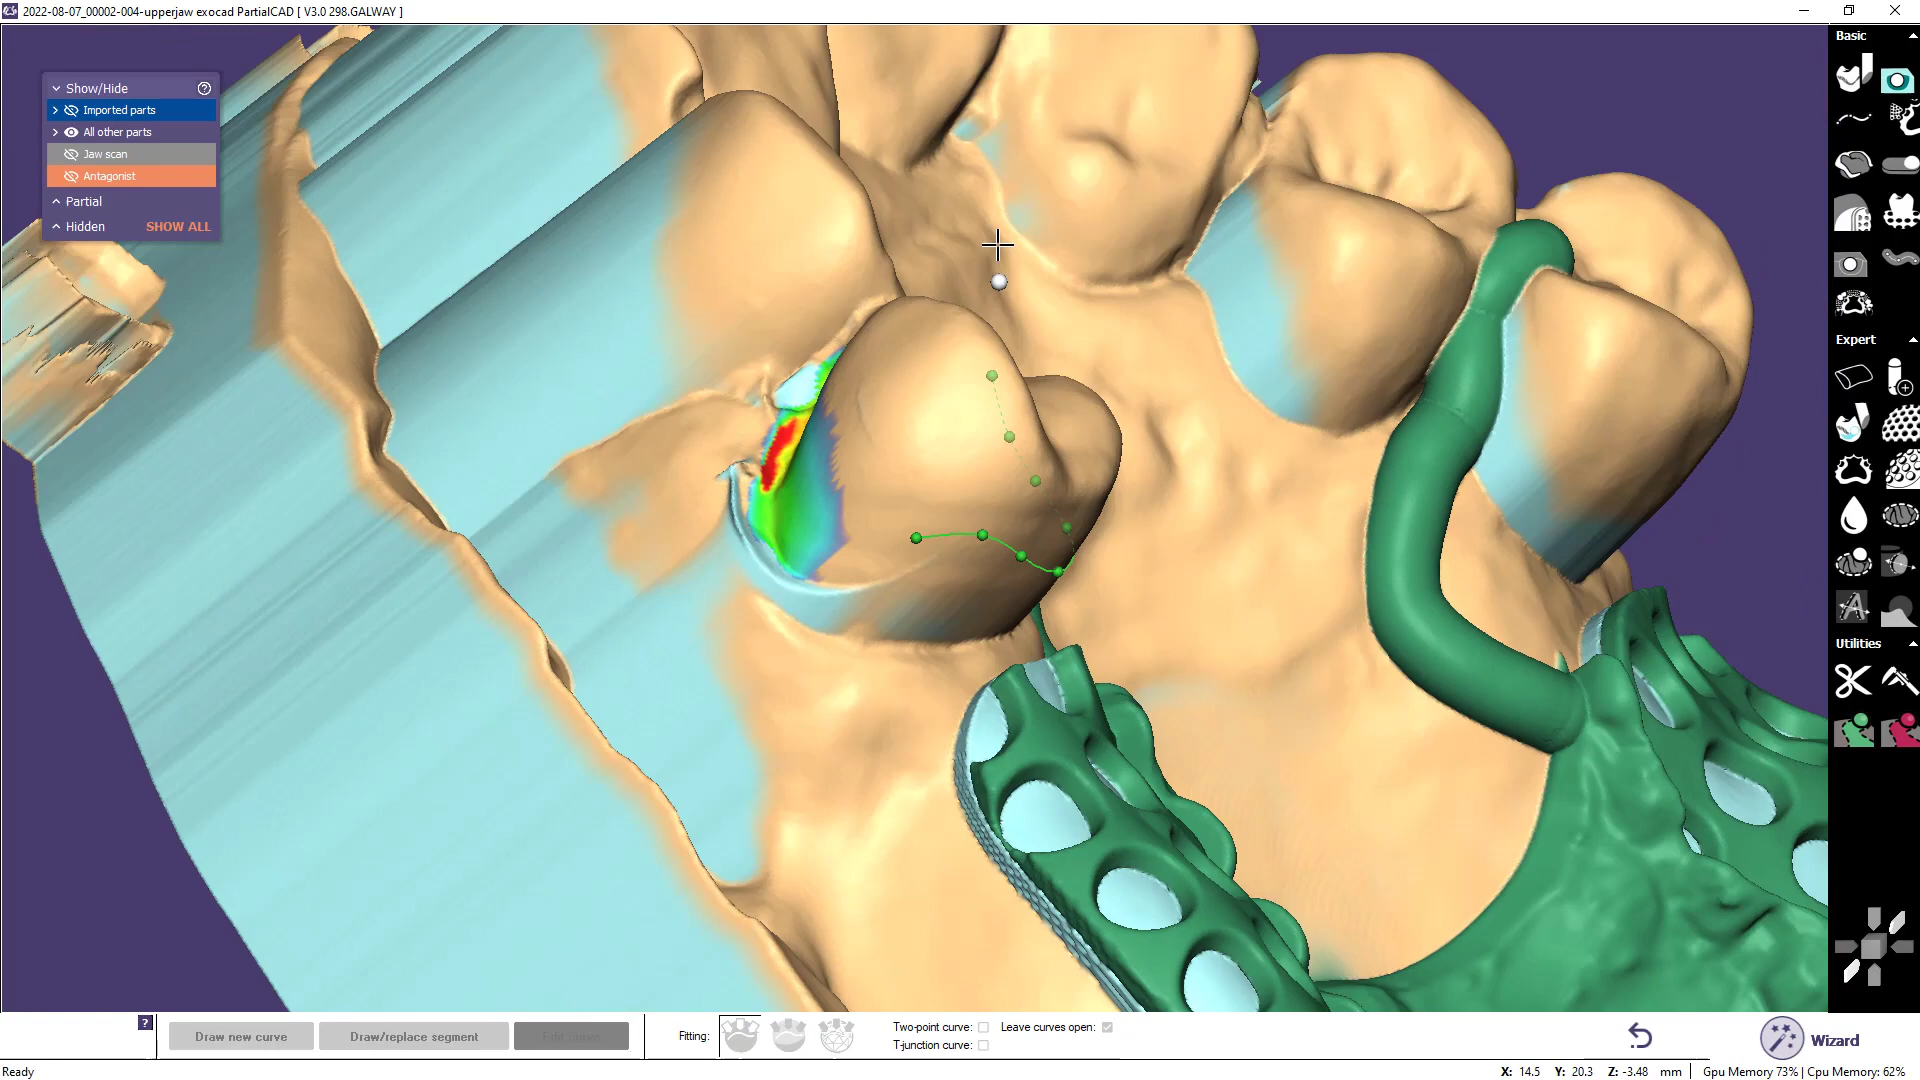 2022-08-07_00002-004-upperjaw exocad PartialCAD [ V3.0 298.GALWAY ]
Basic
Show/Hide
Imported parts
All other parts
Jaw scan
Antagonist
Partial
Hidden SHOW ALL
Expert
Utilities
Draw new curve Draw/replace segment Edit curve Fitting: Two-point curve: Leave curves open:
T-junction curve:
Wizard
Ready X: 14.5 Y: 20.3 Z: -3.48 mm Gpu Memory 73% | Cpu Memory: 62%